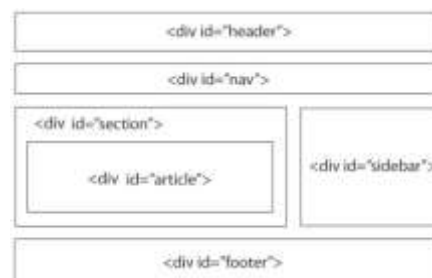 <div id="header">
<div id="nav">
<div id="section">
<div id="article">
<div id="sidebar">
<div id="footer">